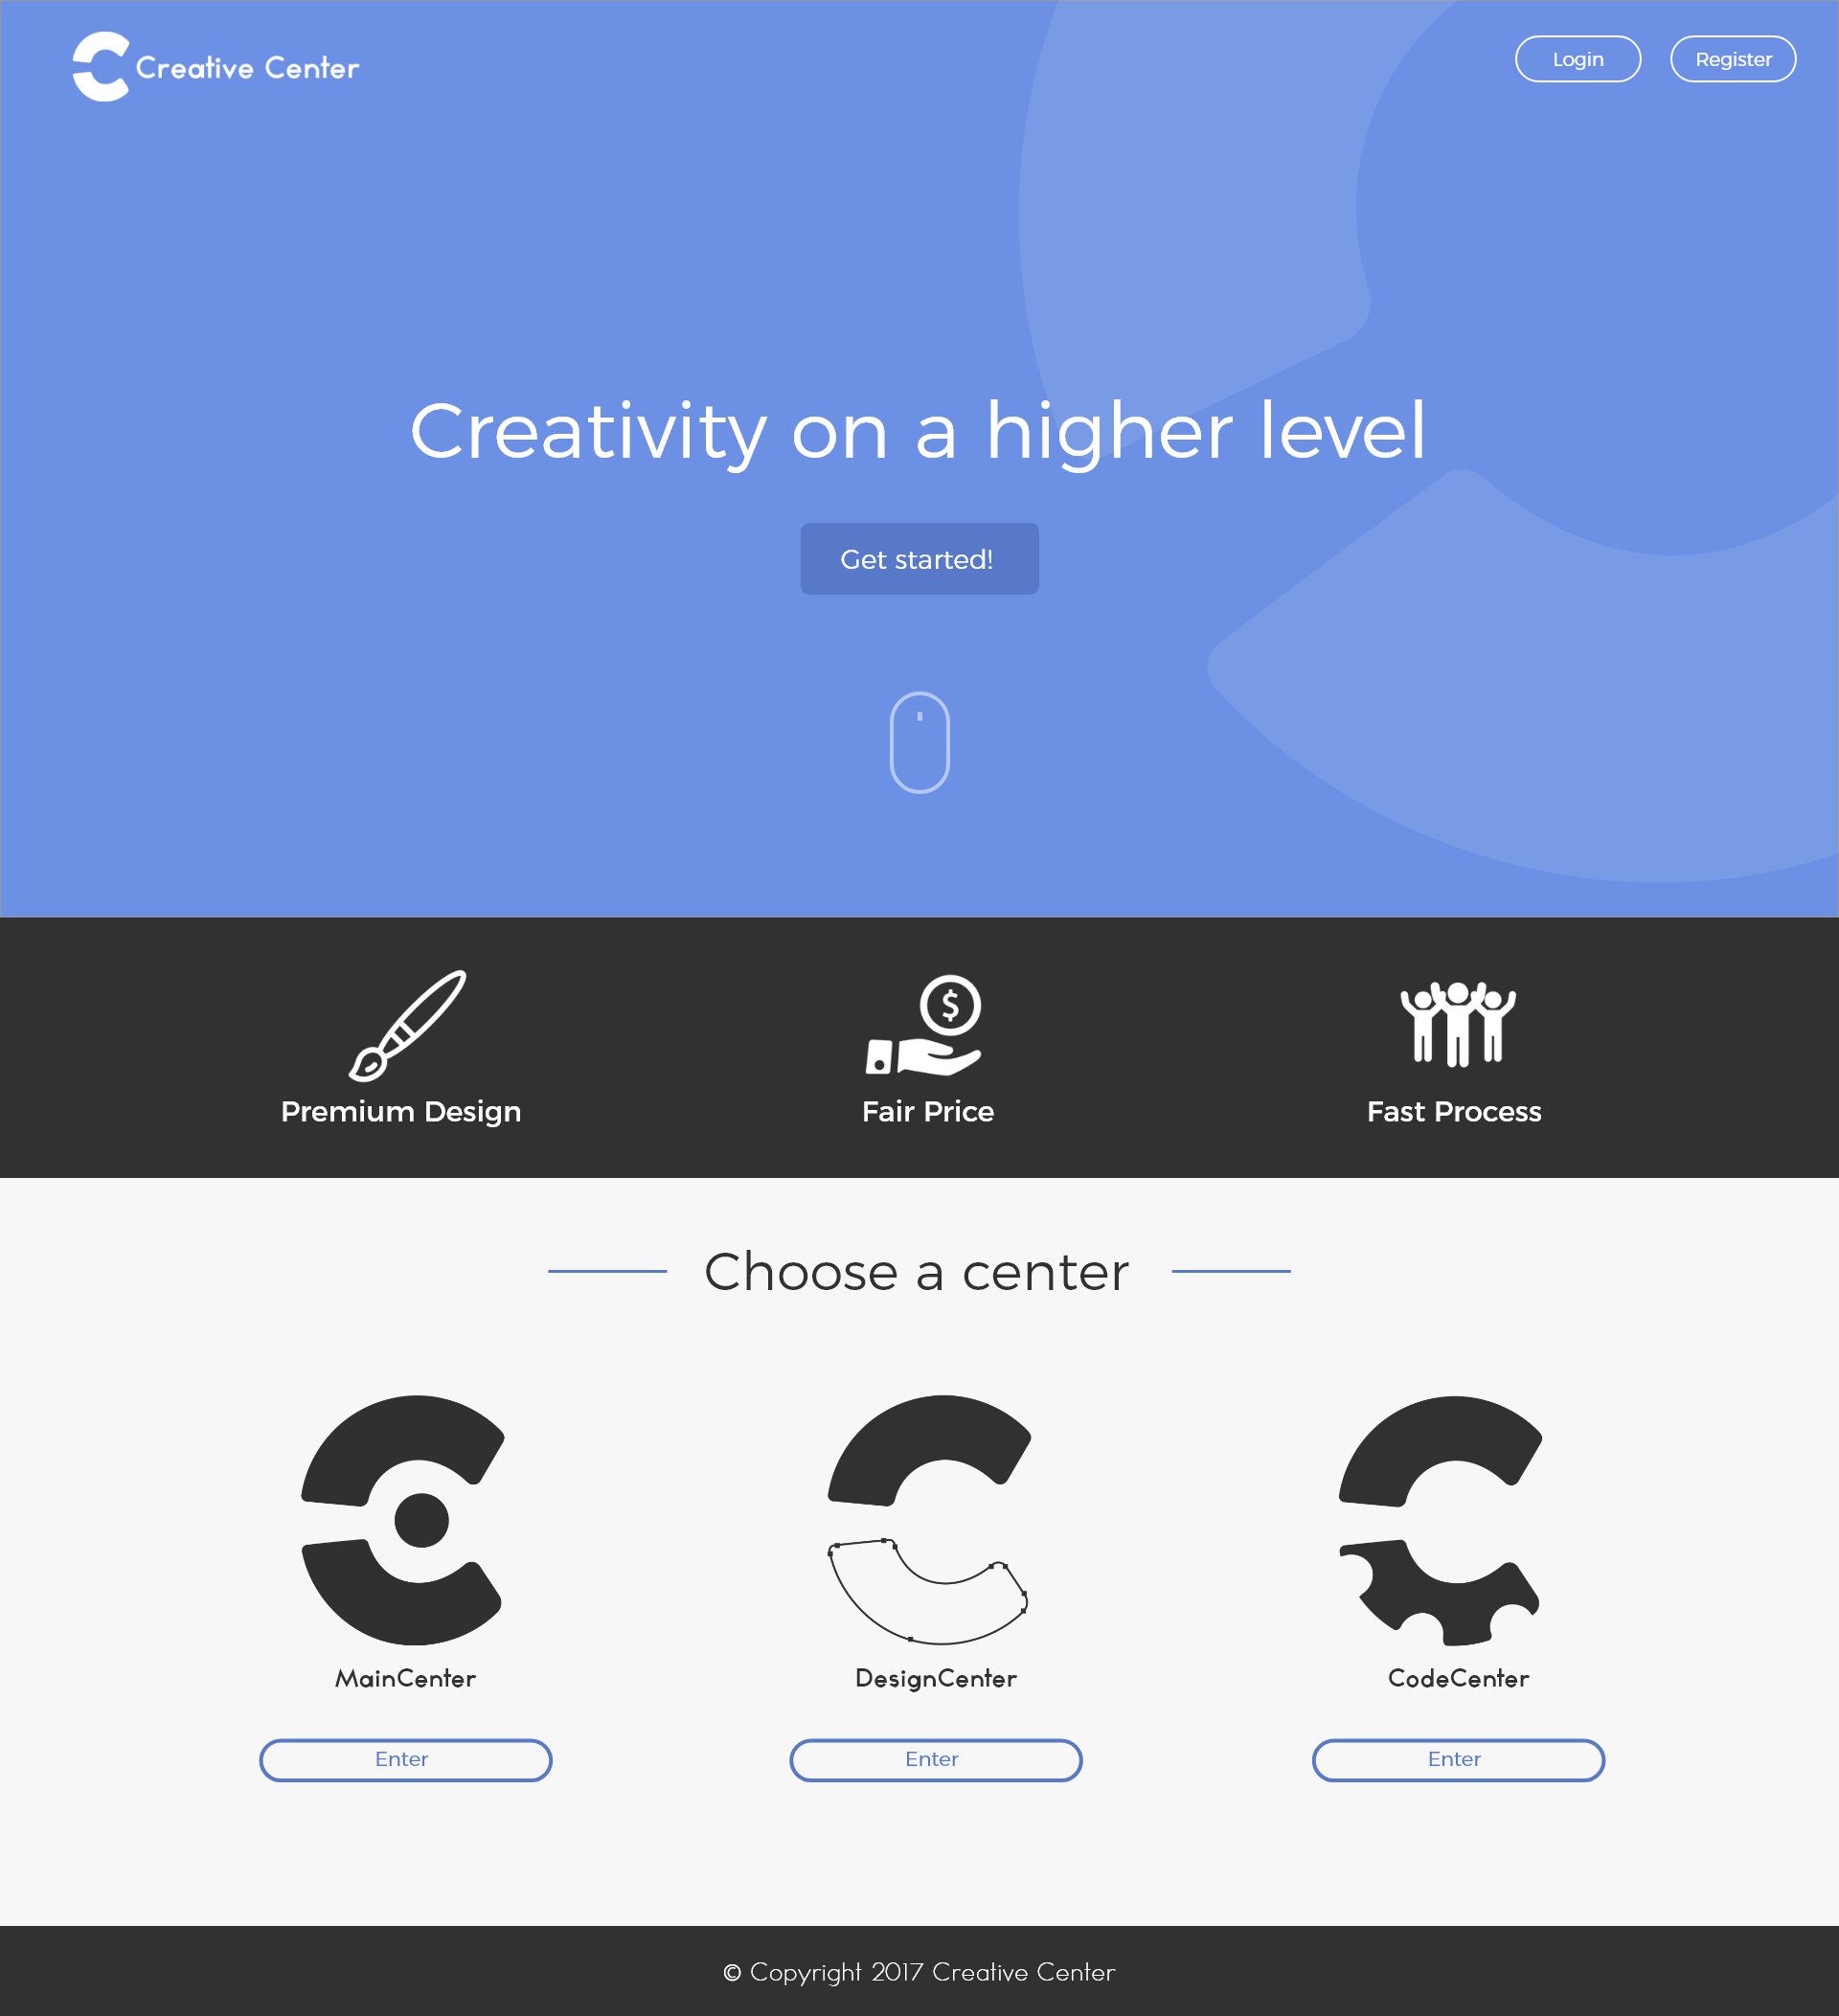 Creative Center
Login
Register
Creativity on a higher level
Get started!
$
Premium Design
Fair Price
Fast Process
Choose a center
MainCenter
DesignCenter
CodeCenter
Enter
Enter
Enter
© Copyright 2017 Creative Center